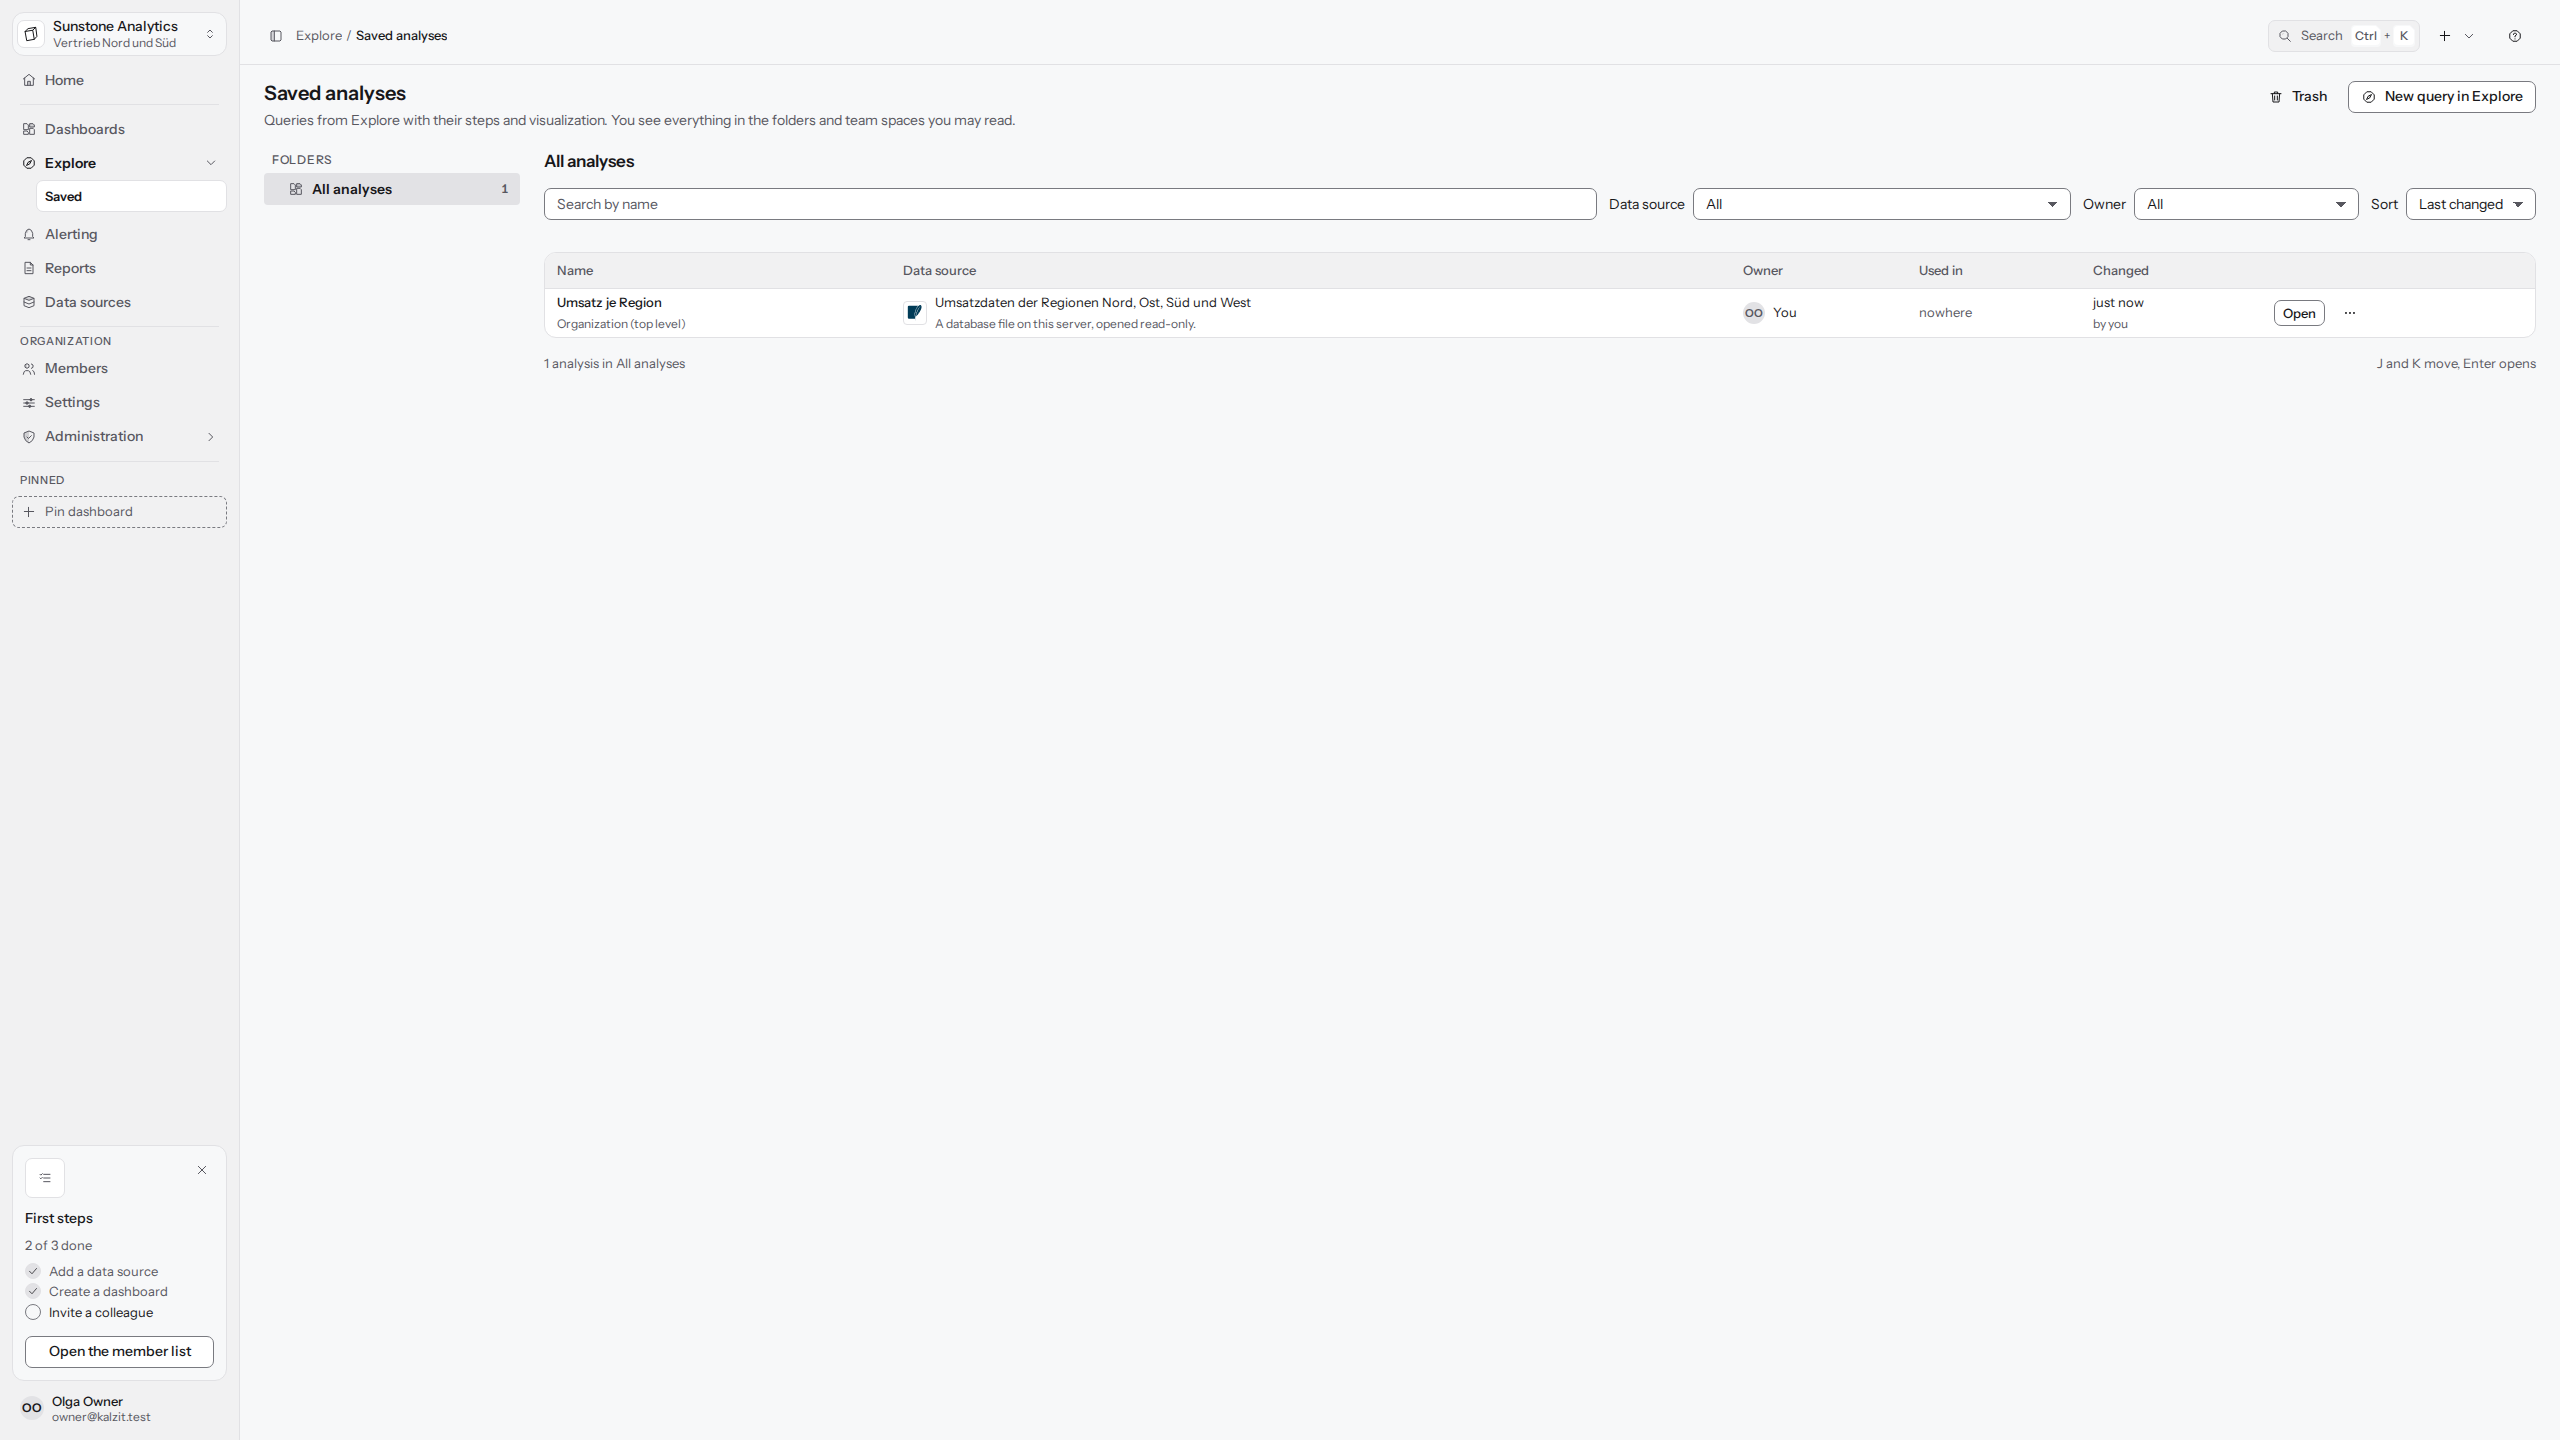 Sunstone Analytics
Vertrieb Nord und Süd
Home
Dashboards
Explore
Saved
Alerting
Reports
Data sources
ORGANIZATION
Members
Settings
Administration
PINNED
Pin dashboard
First steps
2 of 3 done
Add a data source
Create a dashboard
Invite a colleague
Open the member list
OO Olga Owner
owner@kalzit.test
Explore / Saved analyses
Search Ctrl + K
Saved analyses
Queries from Explore with their steps and visualization. You see everything in the folders and team spaces you may read.
Trash
New query in Explore
FOLDERS
All analyses 1
All analyses
Search by name Data source All Owner All Sort Last changed
Name Data source Owner Used in Changed
Umsatz je Region Umsatzdaten der Regionen Nord, Ost, Süd und West OO You nowhere just now Open
Organization (top level) A database file on this server, opened read-only. by you
1 analysis in All analyses J and K move, Enter opens